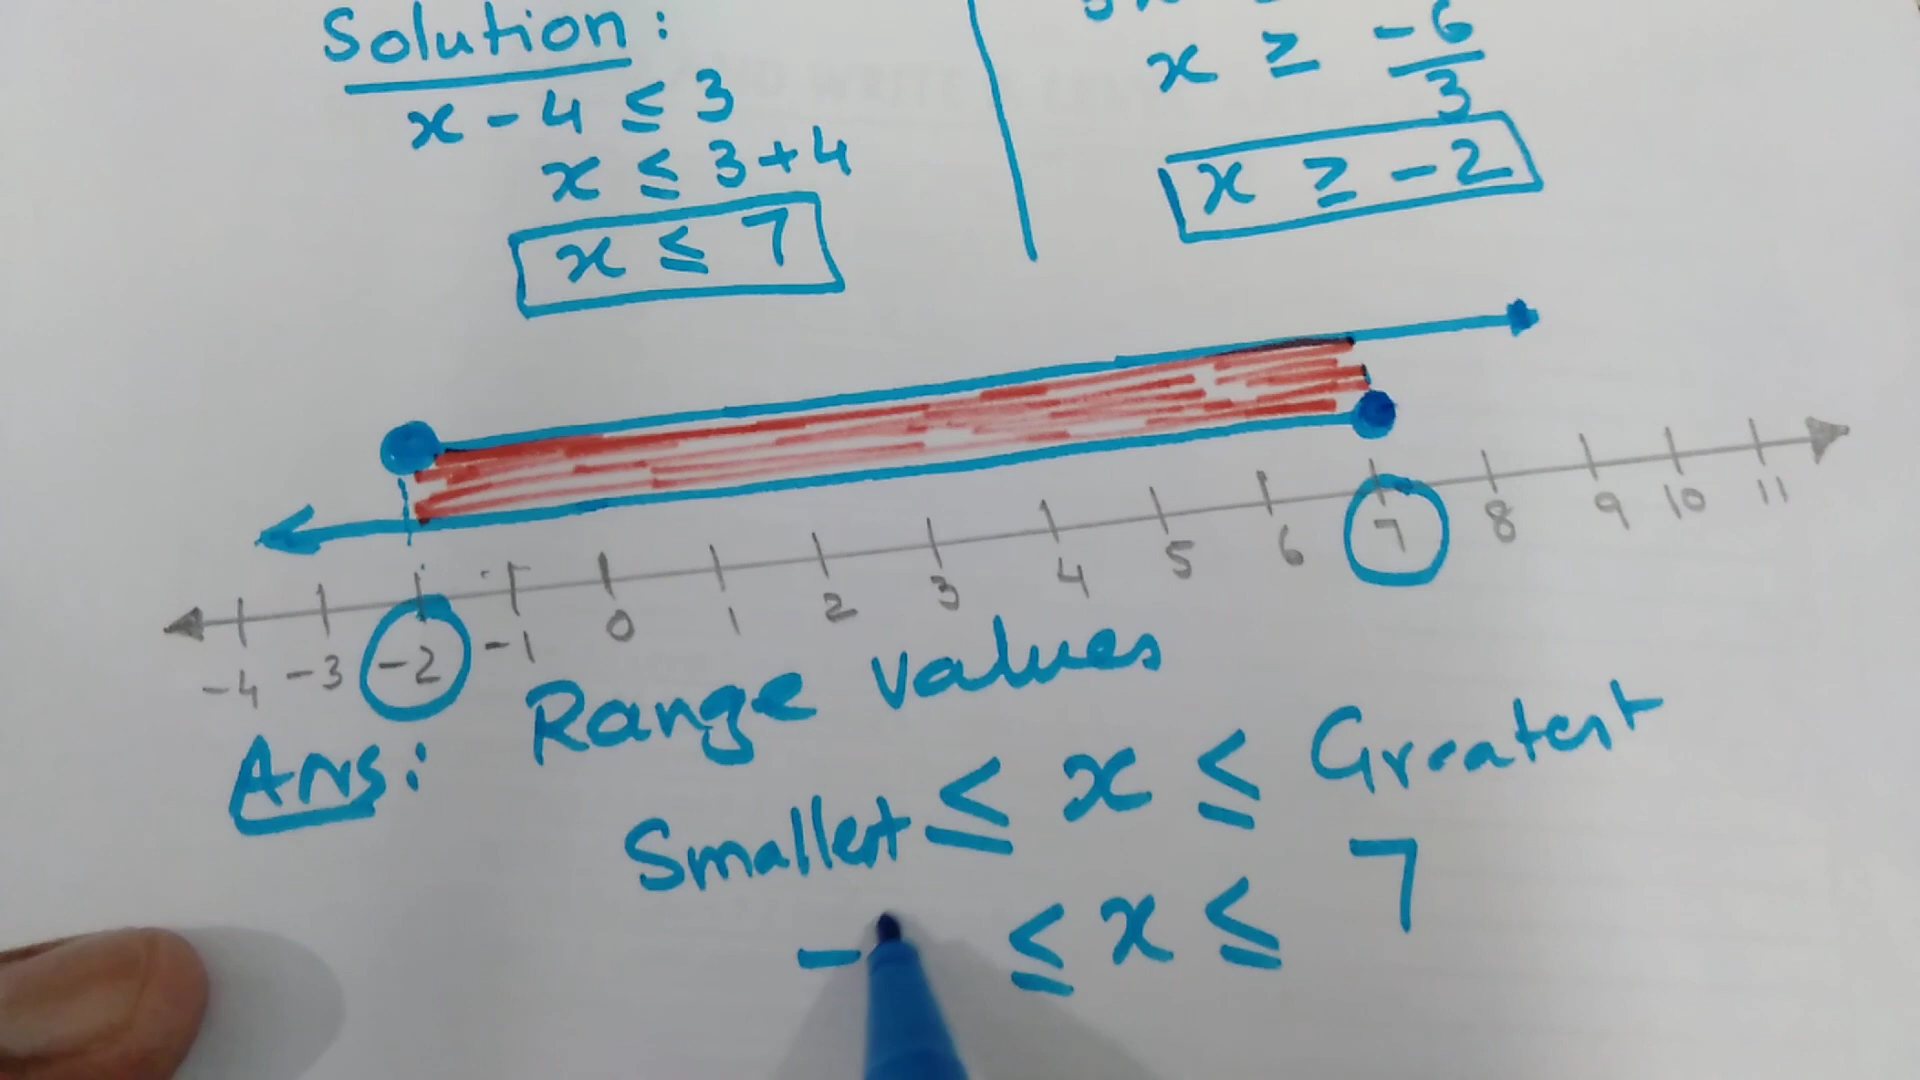 Solution:
x - 4 ≤ 3
x ≤ 3+4
x ≤ 7
x ≥ -6/3
x ≥ -2
-4 -3 -2 -1 0 1 2 3 4 5 6 7 8 9 10 11
Ans: Range values
Smallest ≤ x ≤ Greatest
- ≤ x ≤ 7